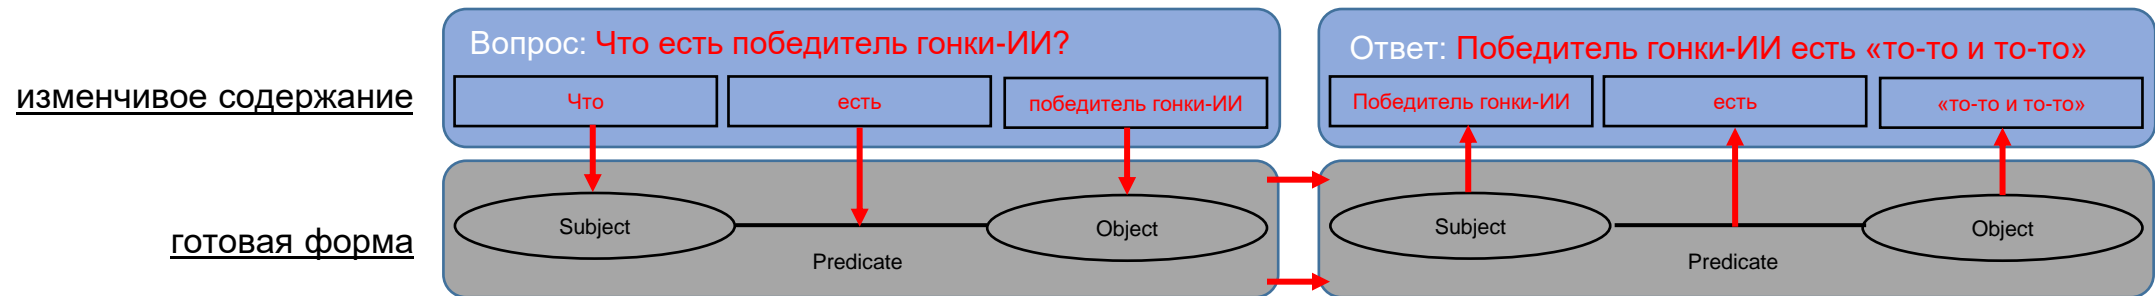 Вопрос: Что есть победитель гонки-ИИ?
Ответ: Победитель гонки-ИИ есть «то-то и то-то»
изменчивое содержание
Что
есть
победитель гонки-ИИ
Победитель гонки-ИИ
есть
«то-то и то-то»
готовая форма
Subject
Predicate
Object
Subject
Predicate
Object